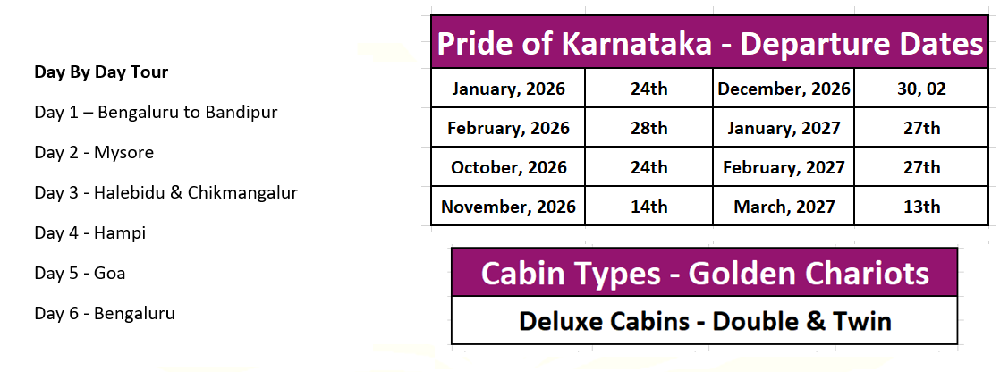 Day By Day Tour
Day 1 – Bengaluru to Bandipur
Day 2 - Mysore
Day 3 - Halebidu & Chikmangalur
Day 4 - Hampi
Day 5 - Goa
Day 6 - Bengaluru
Pride of Karnataka - Departure Dates
January, 2026 24th December, 2026 30, 02
February, 2026 28th January, 2027 27th
October, 2026 24th February, 2027 27th
November, 2026 14th March, 2027 13th
Cabin Types - Golden Chariots
Deluxe Cabins - Double & Twin